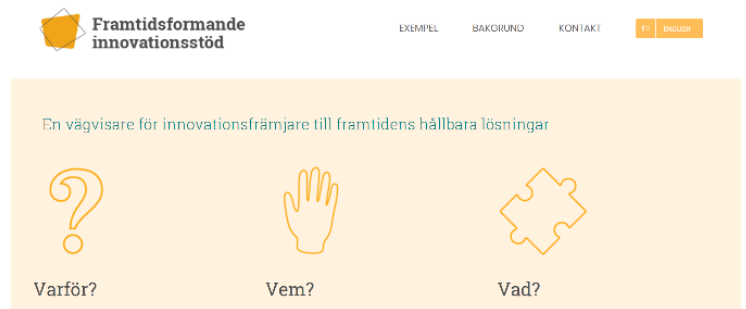 Framtidsformande
innovationsstöd
EXEMPEL BAKGRUND KONTAKT ENGLISH
En vägvisare för innovationsfrämjare till framtidens hållbara lösningar
Varför? Vem? Vad?